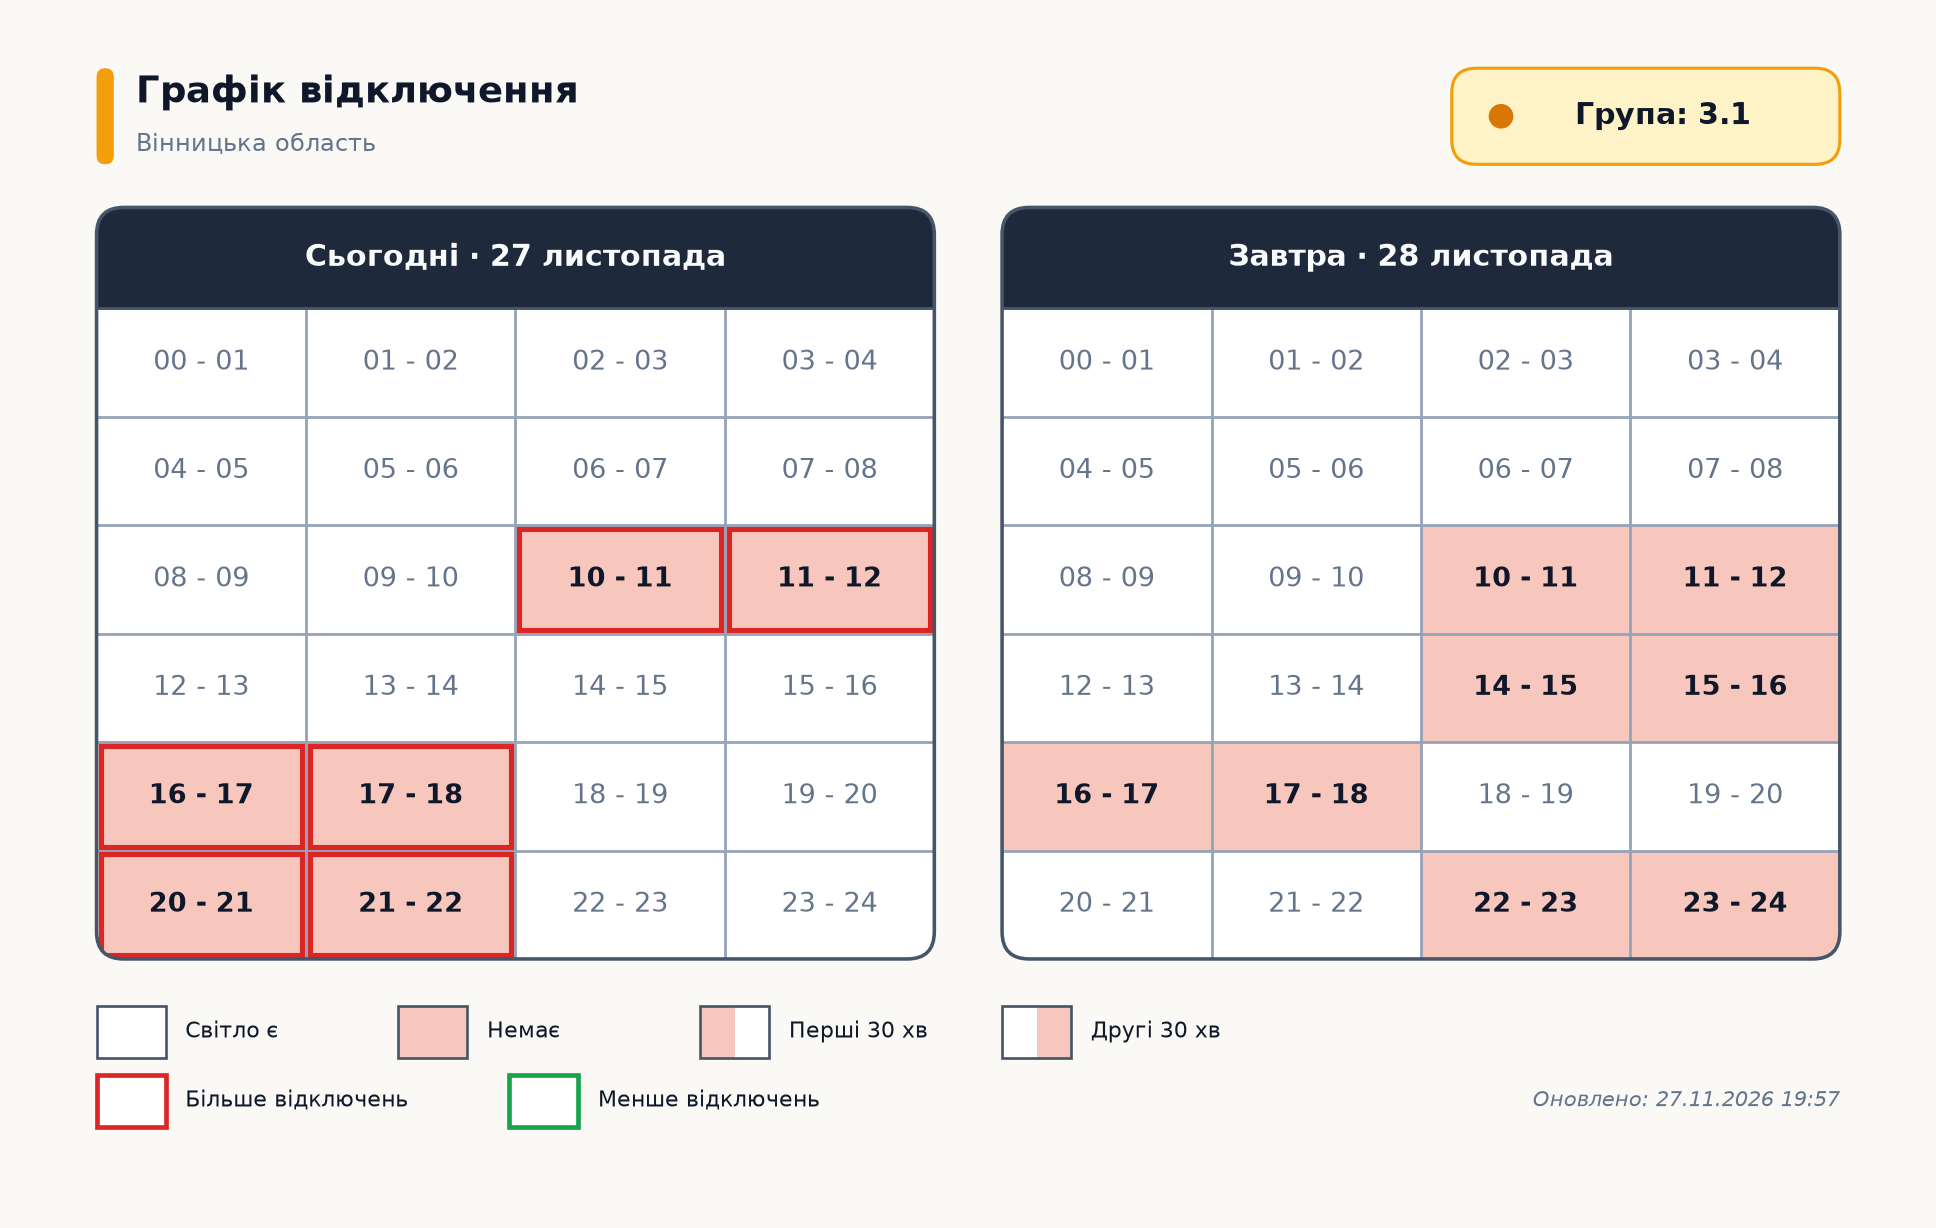 Графік відключення
Вінницька область
Група: 3.1
Сьогодні · 27 листопада
00 - 01 01 - 02 02 - 03 03 - 04
04 - 05 05 - 06 06 - 07 07 - 08
08 - 09 09 - 10 10 - 11 11 - 12
12 - 13 13 - 14 14 - 15 15 - 16
16 - 17 17 - 18 18 - 19 19 - 20
20 - 21 21 - 22 22 - 23 23 - 24
Завтра · 28 листопада
00 - 01 01 - 02 02 - 03 03 - 04
04 - 05 05 - 06 06 - 07 07 - 08
08 - 09 09 - 10 10 - 11 11 - 12
12 - 13 13 - 14 14 - 15 15 - 16
16 - 17 17 - 18 18 - 19 19 - 20
20 - 21 21 - 22 22 - 23 23 - 24
Світло є Немає Перші 30 хв Другі 30 хв
Більше відключень Менше відключень
Оновлено: 27.11.2026 19:57